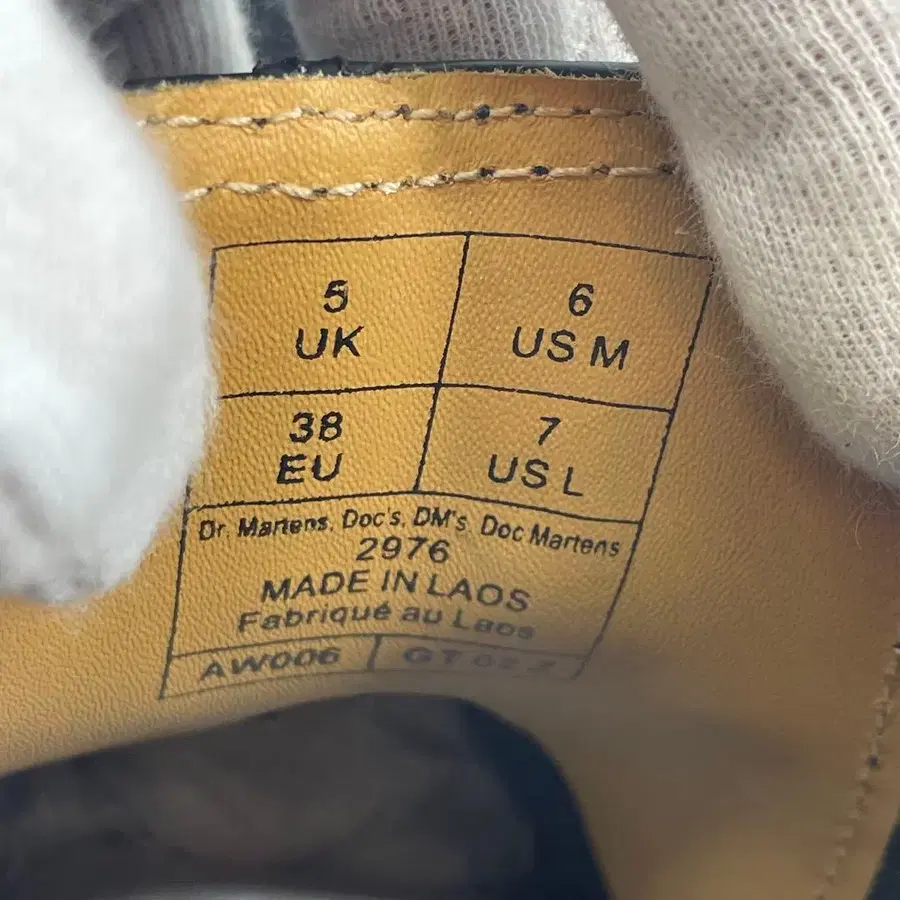 5
UK
6
US M
38
EU
7
US L
Dr. Martens, Doc's, DM's, Doc Martens
2976
MADE IN LAOS
Fabriqué au Laos
AW006